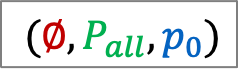 (∅, P_all, p_0)